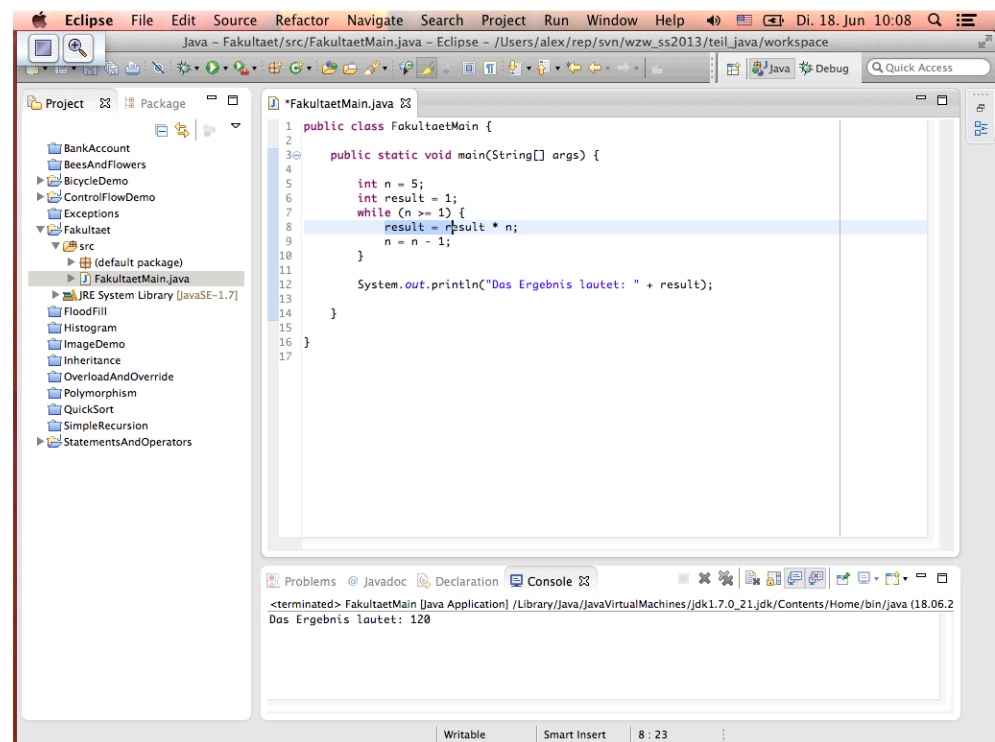 Eclipse File Edit Source Refactor Navigate Search Project Run Window Help Di. 18. Jun 10:08
Java – Fakultaet/src/FakultaetMain.java – Eclipse – /Users/alex/rep/svn/wzw_ss2013/teil_java/workspace
Java Debug Quick Access
Project Package
BankAccount
BeesAndFlowers
BicycleDemo
ControlFlowDemo
Exceptions
Fakultaet
src
(default package)
FakultaetMain.java
JRE System Library [JavaSE-1.7]
FloodFill
Histogram
ImageDemo
Inheritance
OverloadAndOverride
Polymorphism
QuickSort
SimpleRecursion
StatementsAndOperators
*FakultaetMain.java
1 public class FakultaetMain {
2
3 public static void main(String[] args) {
4
5 int n = 5;
6 int result = 1;
7 while (n >= 1) {
8 result = result * n;
9 n = n - 1;
10 }
11
12 System.out.println("Das Ergebnis lautet: " + result);
13
14 }
15
16 }
17
Problems @ Javadoc Declaration Console
<terminated> FakultaetMain [Java Application] /Library/Java/JavaVirtualMachines/jdk1.7.0_21.jdk/Contents/Home/bin/java (18.06.2
Das Ergebnis lautet: 120
Writable Smart Insert 8 : 23